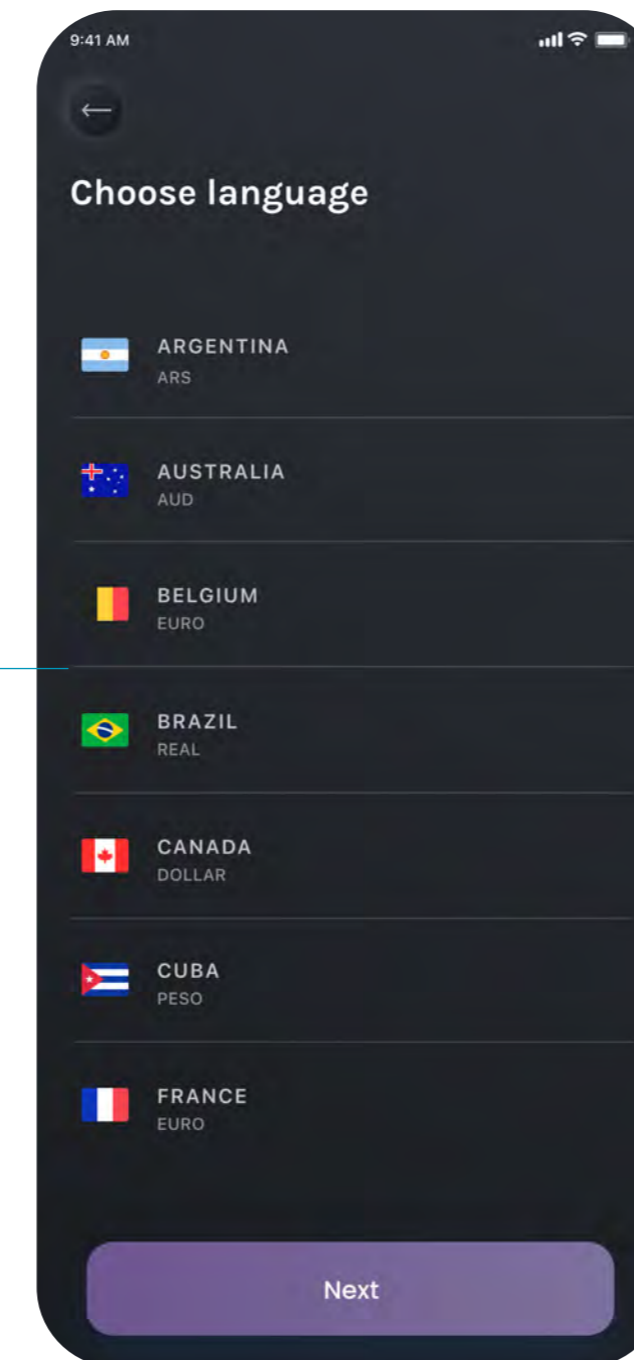 9:41 AM
Choose language
ARGENTINA
ARS
AUSTRALIA
AUD
BELGIUM
EURO
BRAZIL
REAL
CANADA
DOLLAR
CUBA
PESO
FRANCE
EURO
Next